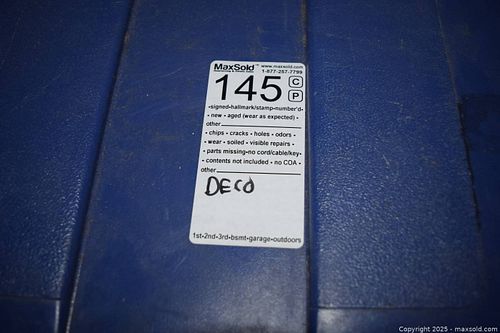 MaxSold™ www.maxsold.com
1-877-257-7799
145 C
P
•signed•hallmark/stamp•number'd•
• new • aged (wear as expected) •
other
• chips • cracks • holes • odors •
• wear • soiled • visible repairs •
• parts missing•no cord/cable/key•
• contents not included • no COA •
other
DECO
1st•2nd•3rd•bsmt•garage•outdoors
Copyright 2025 - maxsold.com